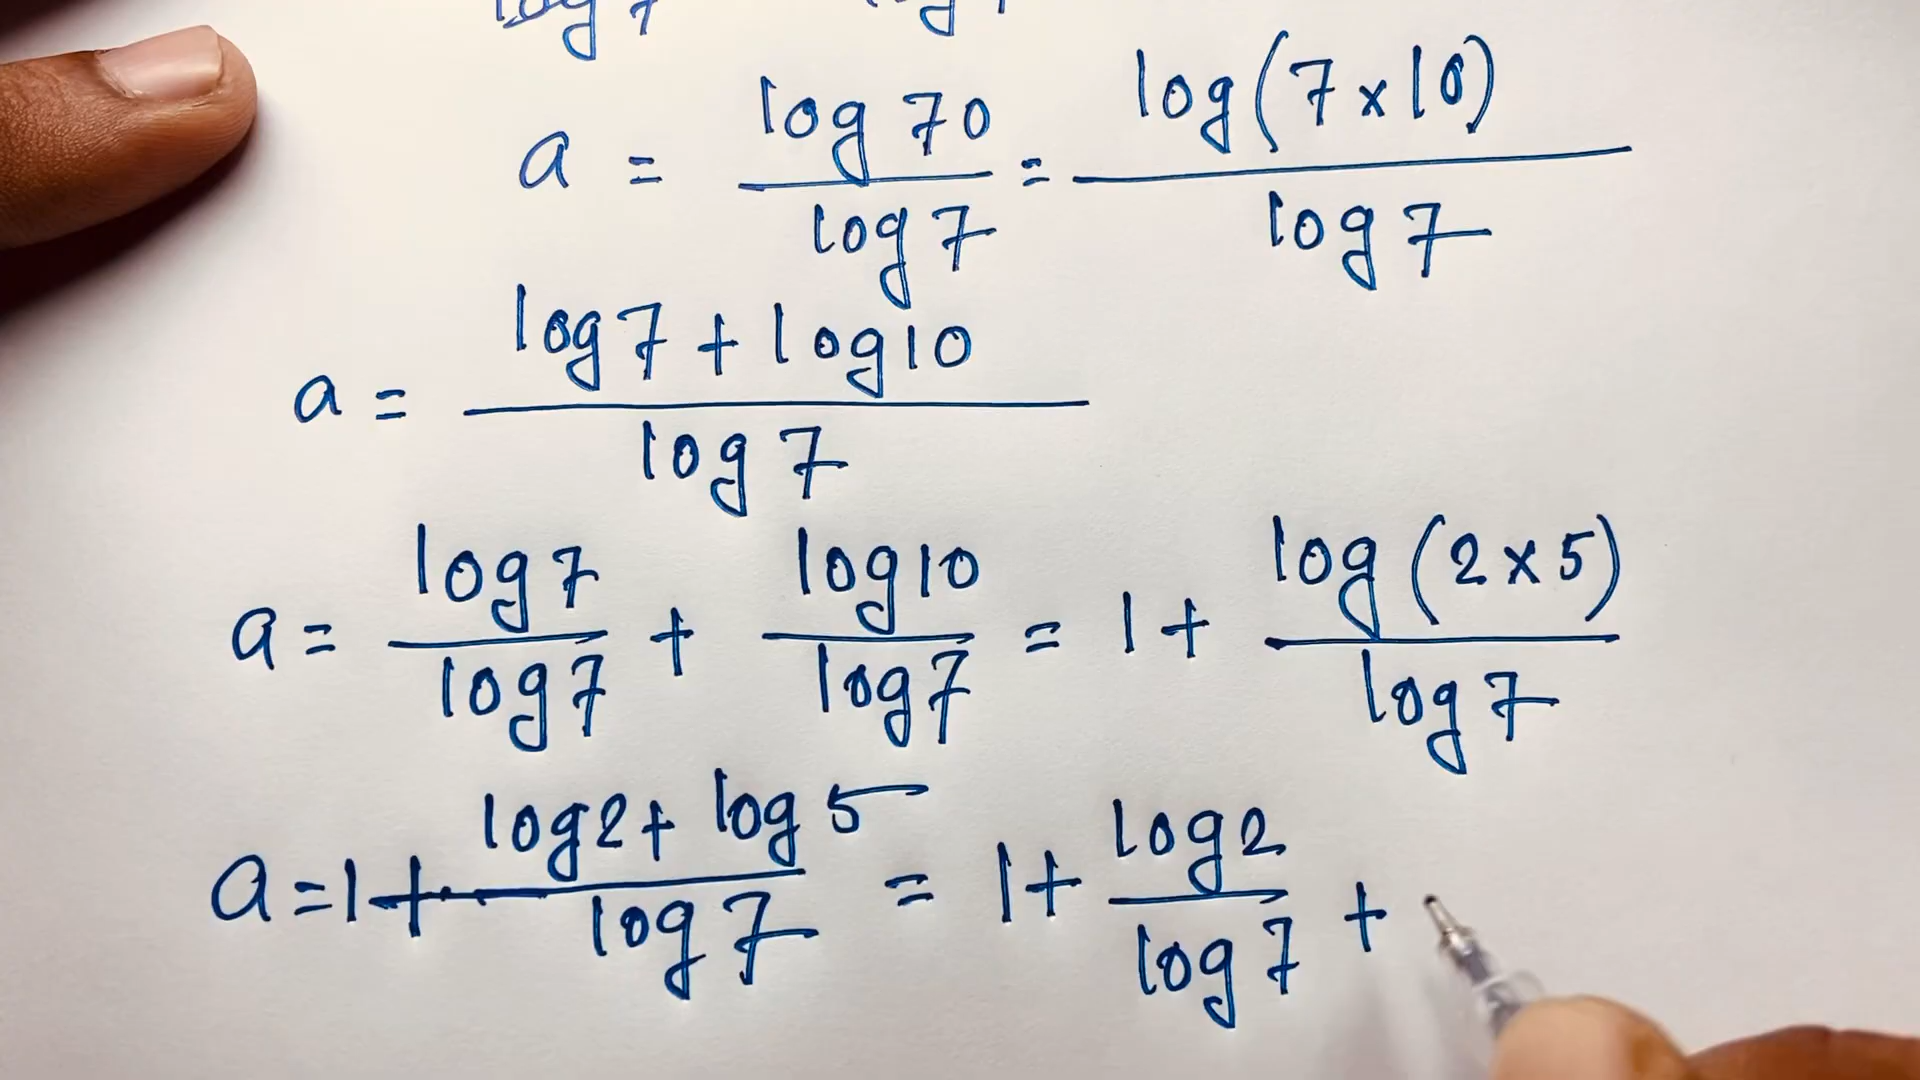 a = log 70 / log 7 = log(7 × 10) / log 7
a = log 7 + log 10 / log 7
a = log 7 / log 7 + log 10 / log 7 = 1 + log (2 × 5) / log 7
a = 1 + log 2 + log 5 / log 7 = 1 + log 2 / log 7 +